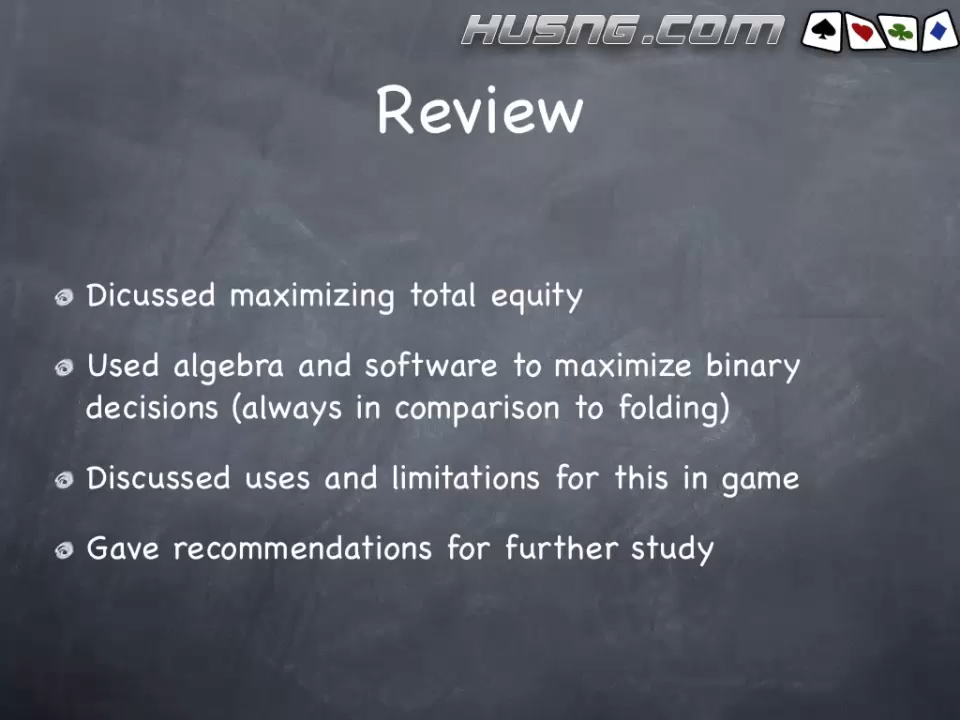 HUSNG.COM
Review
Dicussed maximizing total equity
Used algebra and software to maximize binary
decisions (always in comparison to folding)
Discussed uses and limitations for this in game
Gave recommendations for further study